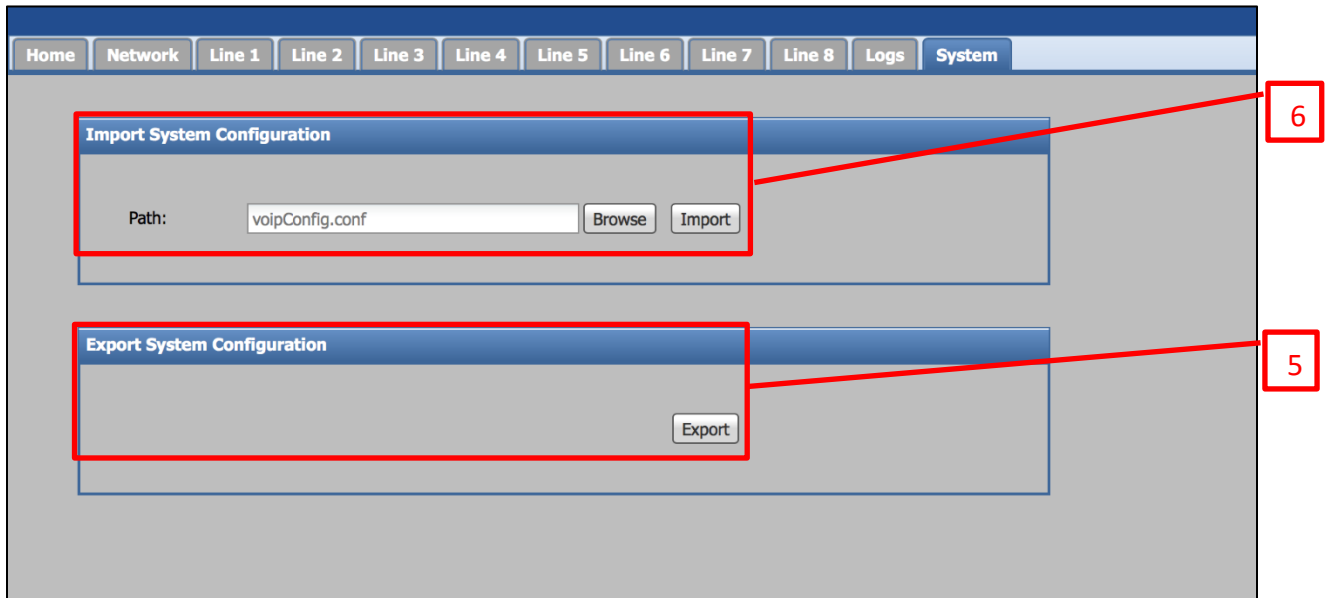 Home Network Line 1 Line 2 Line 3 Line 4 Line 5 Line 6 Line 7 Line 8 Logs System
6
Import System Configuration
Path: voipConfig.conf Browse Import
5
Export System Configuration
Export